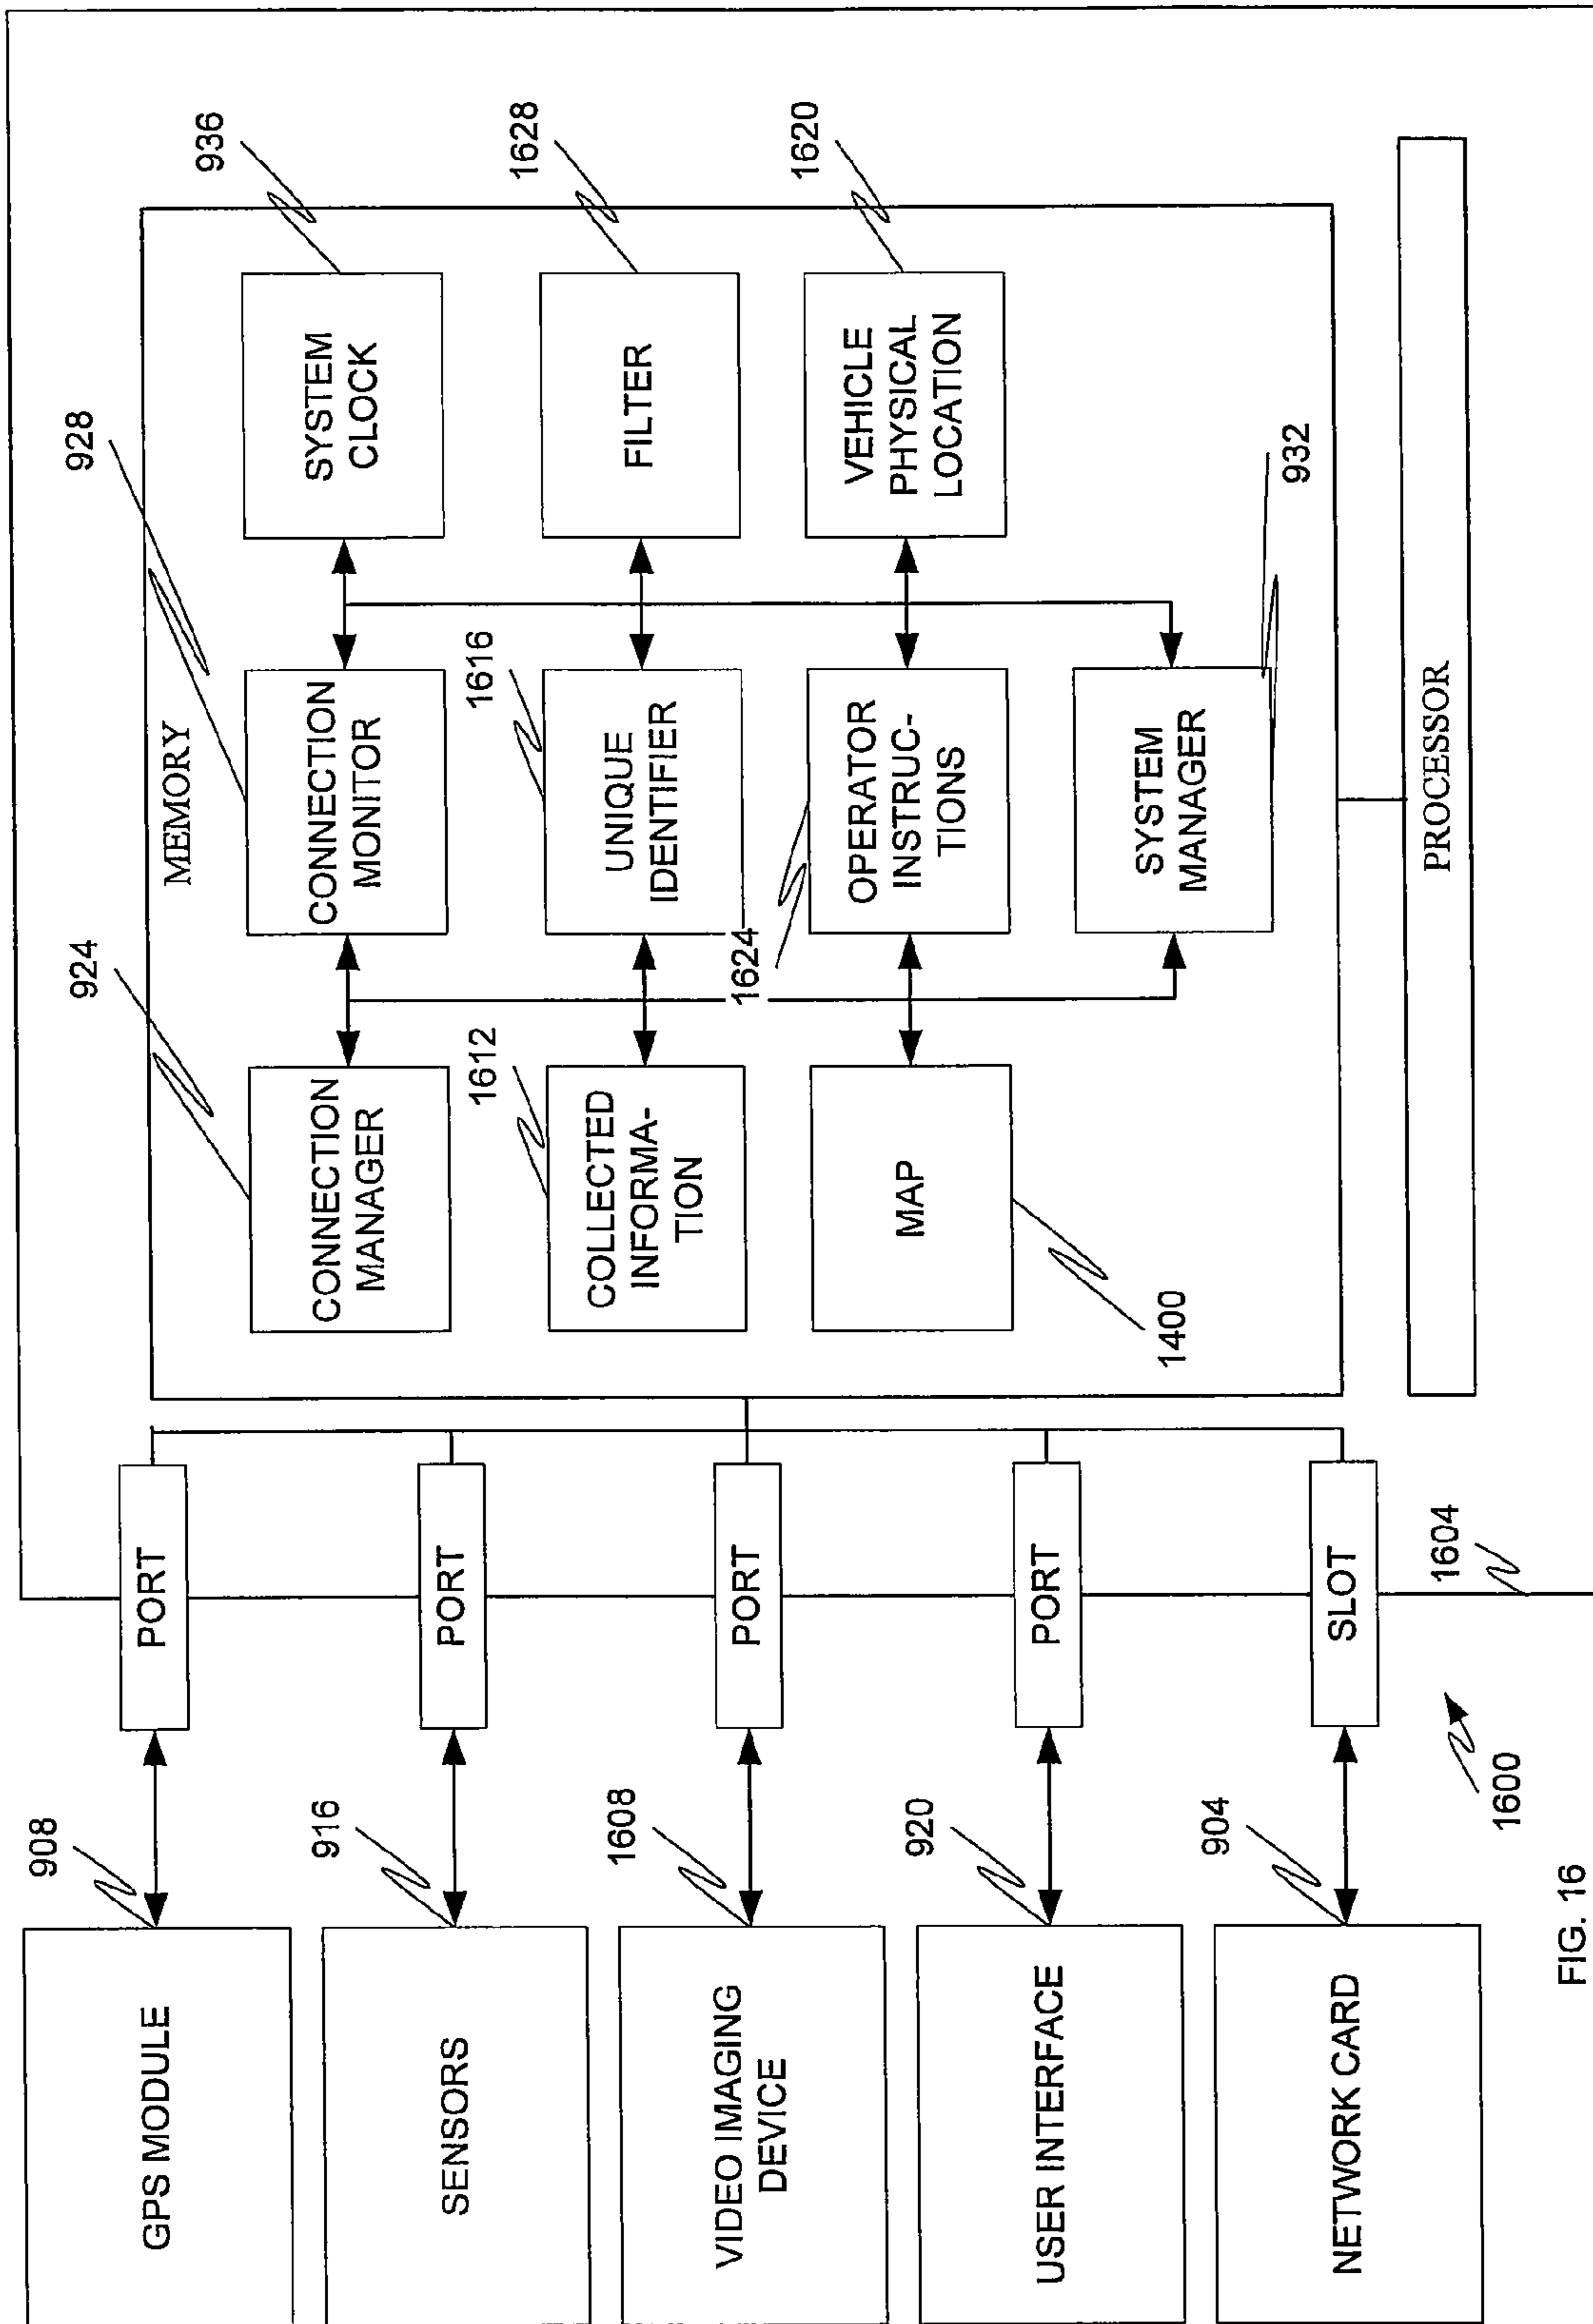 908
GPS MODULE
PORT
916
SENSORS
PORT
1608
VIDEO IMAGING
DEVICE
PORT
920
USER INTERFACE
PORT
904
NETWORK CARD
SLOT
1600
1604
MEMORY
924
CONNECTION
MANAGER
928
CONNECTION
MONITOR
936
SYSTEM
CLOCK
1612
COLLECTED
INFORMA-
TION
1616
UNIQUE
IDENTIFIER
1628
FILTER
MAP
1400
1624
OPERATOR
INSTRUC-
TIONS
1620
VEHICLE
PHYSICAL
LOCATION
SYSTEM
MANAGER
932
PROCESSOR
FIG. 16